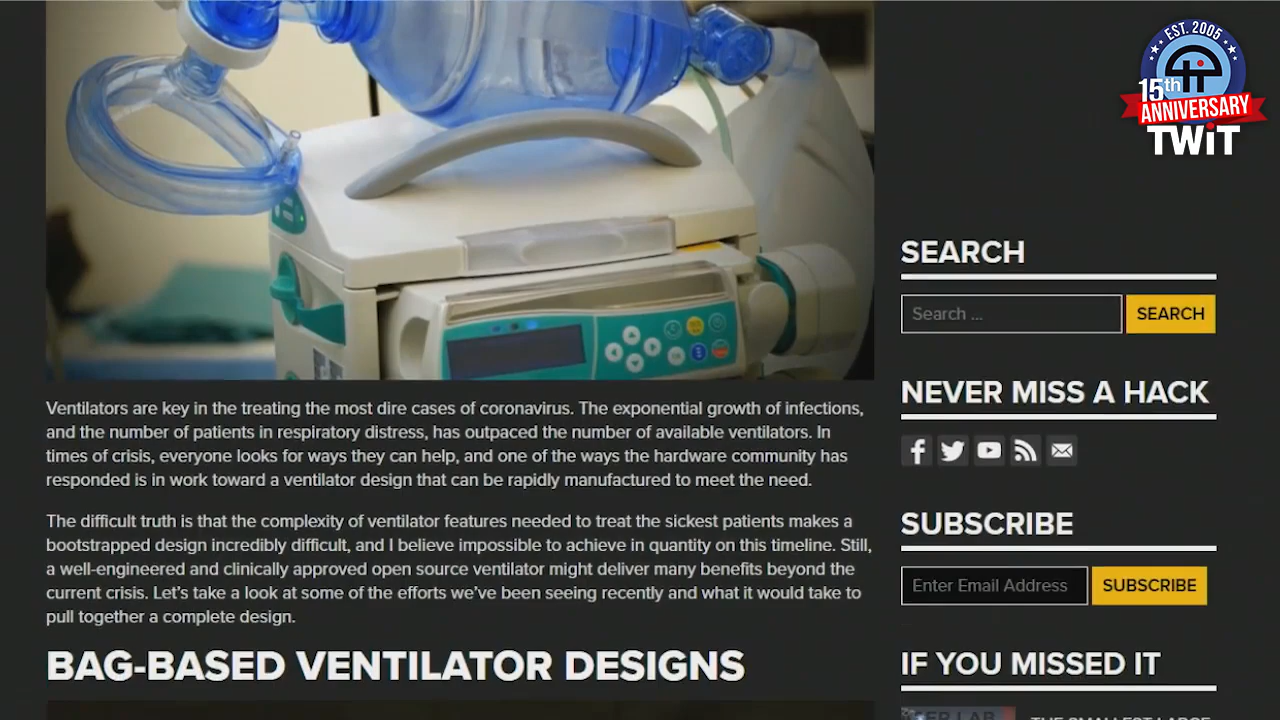 EST. 2005
15th
ANNIVERSARY
TWiT
Ventilators are key in the treating the most dire cases of coronavirus. The exponential growth of infections,
and the number of patients in respiratory distress, has outpaced the number of available ventilators. In
times of crisis, everyone looks for ways they can help, and one of the ways the hardware community has
responded is in work toward a ventilator design that can be rapidly manufactured to meet the need.
The difficult truth is that the complexity of ventilator features needed to treat the sickest patients makes a
bootstrapped design incredibly difficult, and I believe impossible to achieve in quantity on this timeline. Still,
a well-engineered and clinically approved open source ventilator might deliver many benefits beyond the
current crisis. Let's take a look at some of the efforts we've been seeing recently and what it would take to
pull together a complete design.
BAG-BASED VENTILATOR DESIGNS
SEARCH
Search ...
SEARCH
NEVER MISS A HACK
SUBSCRIBE
Enter Email Address
SUBSCRIBE
IF YOU MISSED IT
THE SMALLEST LARGE